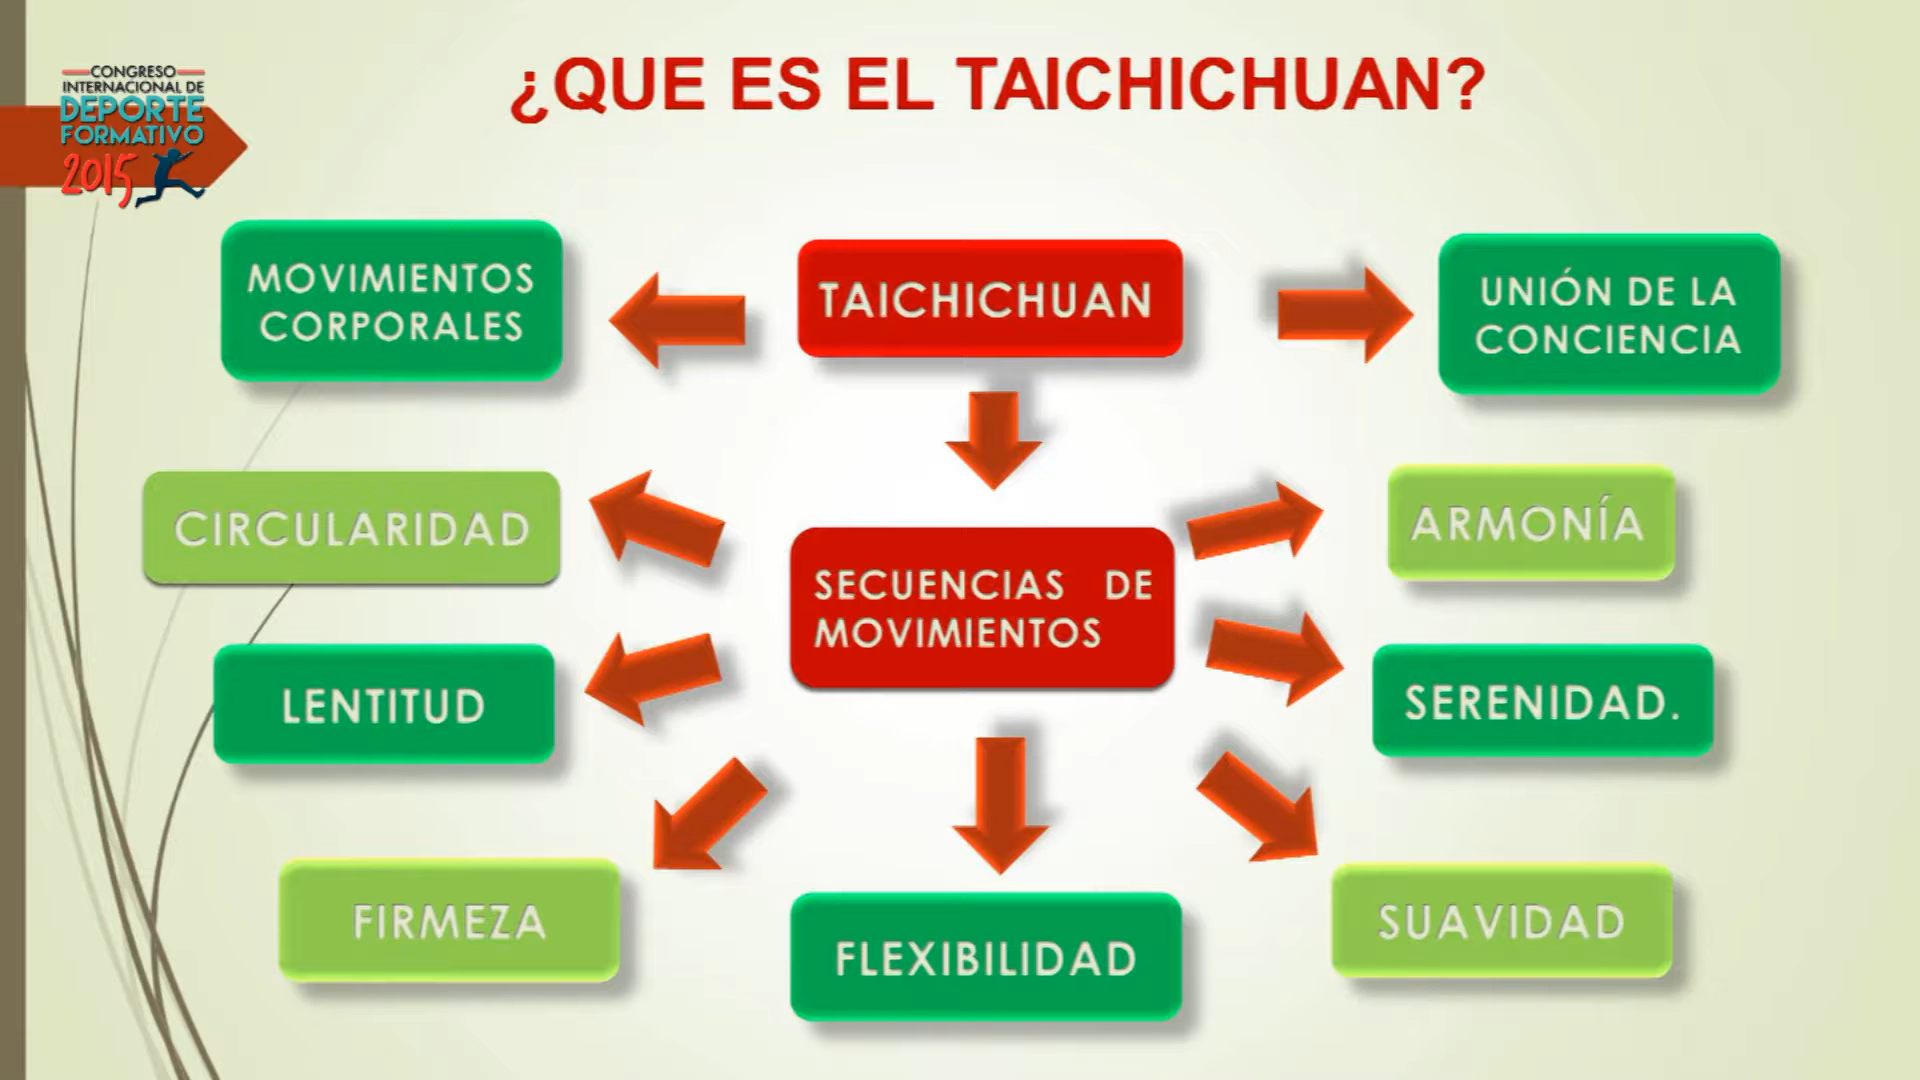 CONGRESO
INTERNACIONAL DE
DEPORTE
FORMATIVO
2015
¿QUE ES EL TAICHICHUAN?
MOVIMIENTOS
CORPORALES
TAICHICHUAN
UNIÓN DE LA
CONCIENCIA
CIRCULARIDAD
SECUENCIAS DE
MOVIMIENTOS
ARMONÍA
LENTITUD
SERENIDAD.
FIRMEZA
FLEXIBILIDAD
SUAVIDAD